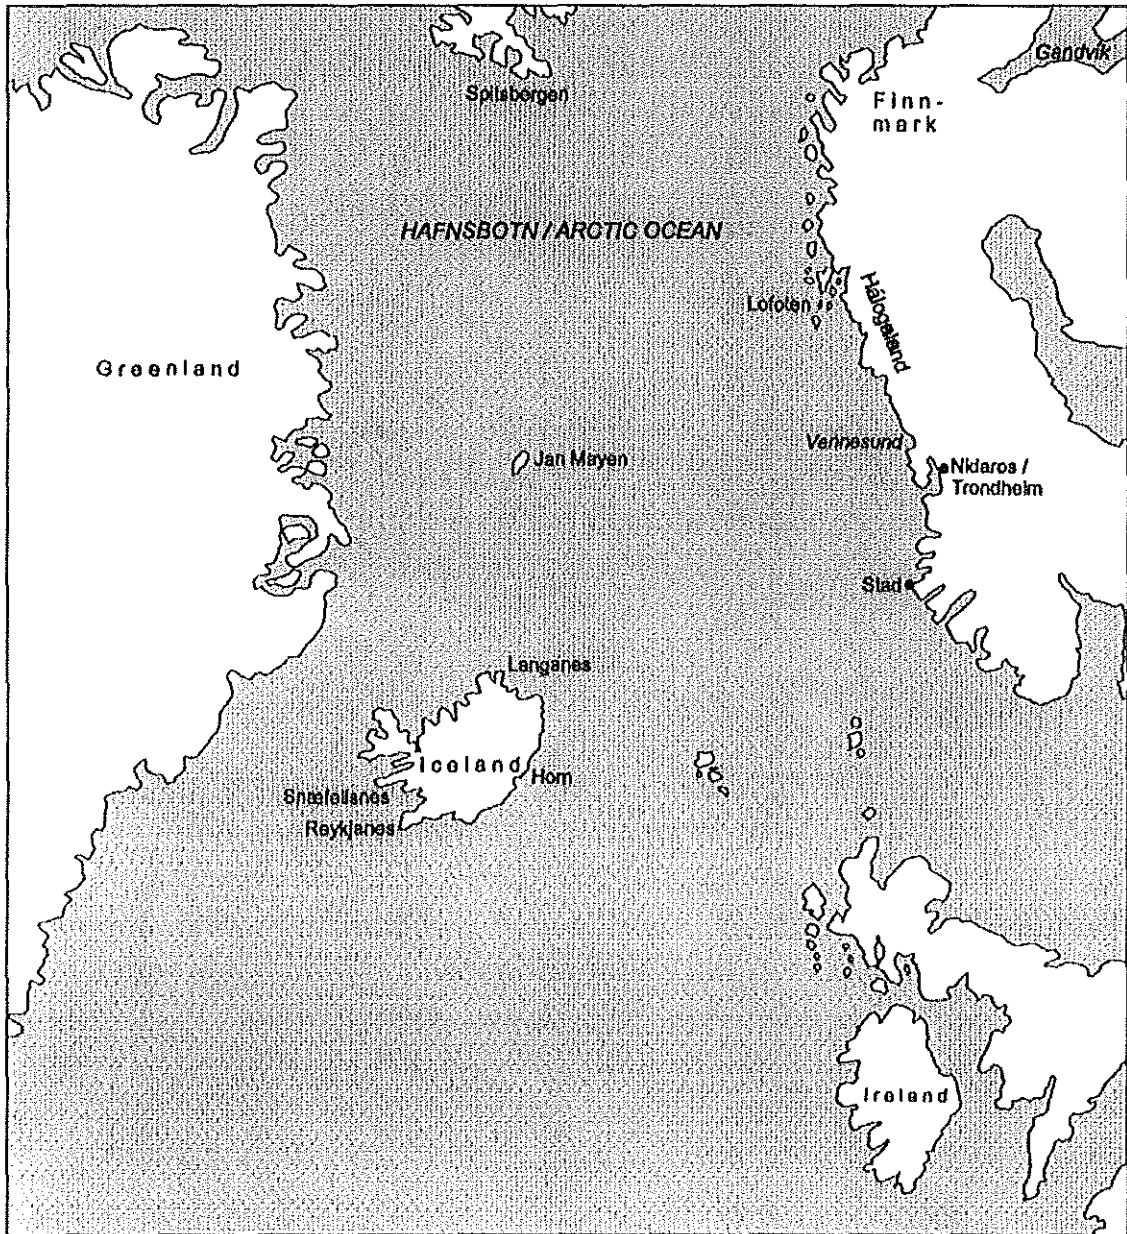 Gandvik
Spitsbergen
Finn-
mark
HAFNSBOTN / ARCTIC OCEAN
Lofoten
Hálogaland
Greenland
Vennesund
Jan Mayen
Nidaros /
Trondheim
Stad
Langanes
Iceland
Horn
Snæfellsnes
Reykjanes
Ireland